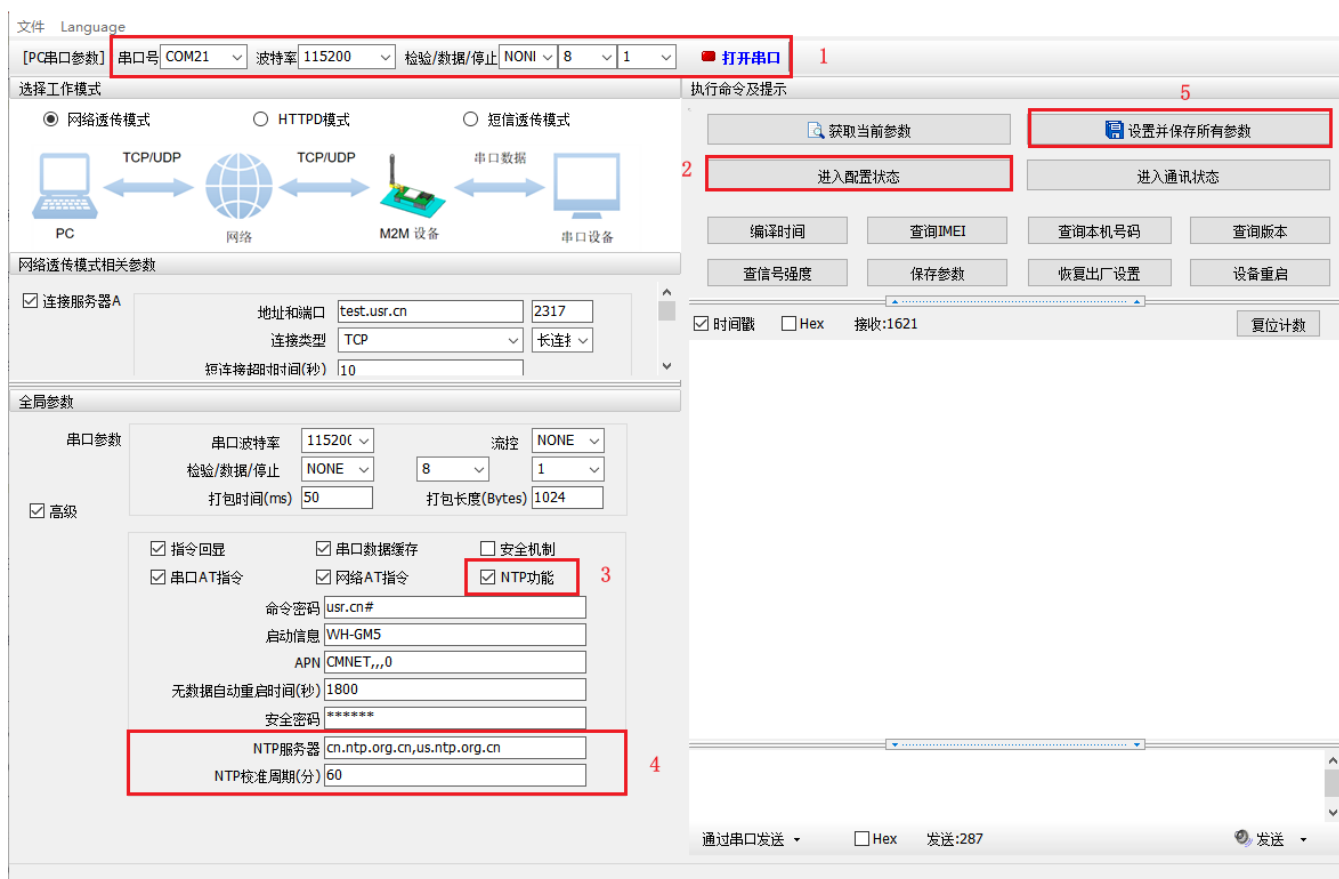 文件 Language
[PC串口参数] 串口号 COM21 波特率 115200 检验/数据/停止 NONI 8 1 打开串口 1
选择工作模式
网络透传模式 HTTPD模式 短信透传模式
TCP/UDP TCP/UDP 串口数据
PC 网络 M2M 设备 串口设备
网络透传模式相关参数
连接服务器A
地址和端口 test.usr.cn 2317
连接类型 TCP 长连接
短连接超时时间(秒) 10
全局参数
串口参数 串口波特率 115200 流控 NONE
检验/数据/停止 NONE 8 1
打包时间(ms) 50 打包长度(Bytes) 1024
高级
指令回显 串口数据缓存 安全机制
串口AT指令 网络AT指令 NTP功能 3
命令密码 usr.cn#
启动信息 WH-GM5
APN CMNET,,,0
无数据自动重启时间(秒) 1800
安全密码 ******
NTP服务器 cn.ntp.org.cn,us.ntp.org.cn
NTP校准周期(分) 60
4
执行命令及提示
5
获取当前参数 设置并保存所有参数
2 进入配置状态 进入通讯状态
编译时间 查询IMEI 查询本机号码 查询版本
查信号强度 保存参数 恢复出厂设置 设备重启
时间戳 Hex 接收:1621 复位计数
通过串口发送 Hex 发送:287 发送